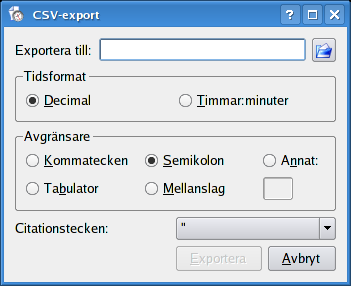 CSV-export
Exportera till:
Tidsformat
Decimal Timmar:minuter
Avgränsare
Kommatecken Semikolon Annat:
Tabulator Mellanslag
Citationstecken: "
Exportera Avbryt